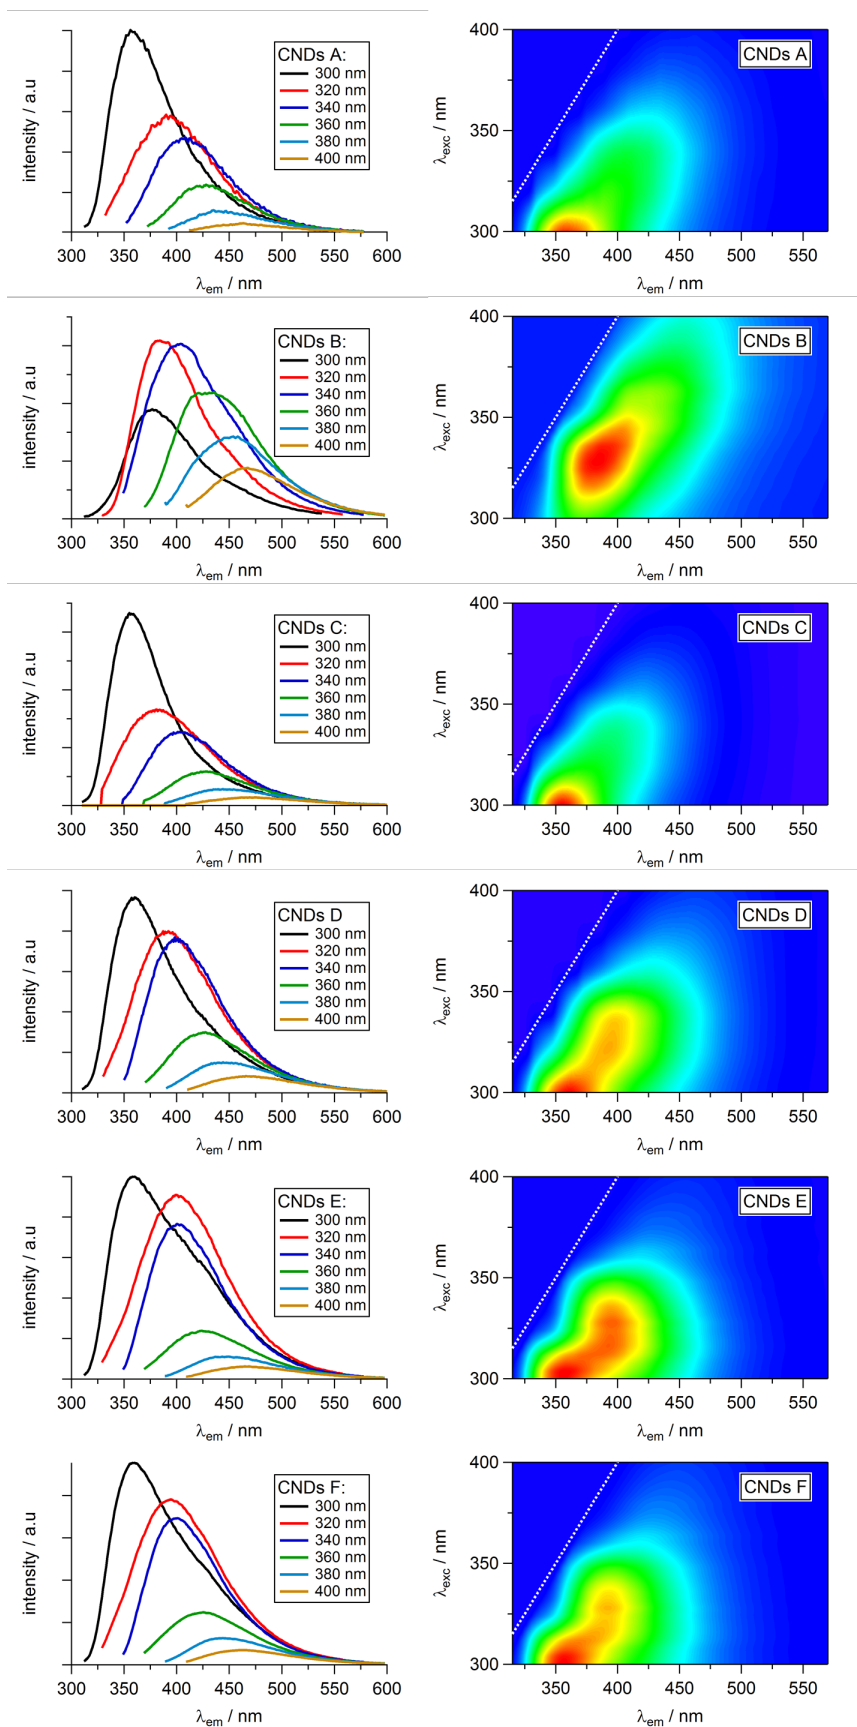 CNDs A:
300 nm
320 nm
340 nm
360 nm
380 nm
400 nm
intensity / a.u
300 350 400 450 500 550 600
λem / nm
CNDs A
400
350
300
λexc / nm
350 400 450 500 550
λem / nm
CNDs B:
300 nm
320 nm
340 nm
360 nm
380 nm
400 nm
intensity / a.u
300 350 400 450 500 550 600
λem / nm
CNDs B
400
350
300
λexc / nm
350 400 450 500 550
λem / nm
CNDs C:
300 nm
320 nm
340 nm
360 nm
380 nm
400 nm
intensity / a.u
300 350 400 450 500 550 600
λem / nm
CNDs C
400
350
300
λexc / nm
350 400 450 500 550
λem / nm
CNDs D
300 nm
320 nm
340 nm
360 nm
380 nm
400 nm
intensity / a.u
300 350 400 450 500 550 600
λem / nm
CNDs D
400
350
300
λexc / nm
350 400 450 500 550
λem / nm
CNDs E:
300 nm
320 nm
340 nm
360 nm
380 nm
400 nm
intensity / a.u
300 350 400 450 500 550 600
λem / nm
CNDs E
400
350
300
λexc / nm
350 400 450 500 550
λem / nm
CNDs F:
300 nm
320 nm
340 nm
360 nm
380 nm
400 nm
intensity / a.u
300 350 400 450 500 550 600
λem / nm
CNDs F
400
350
300
λexc / nm
350 400 450 500 550
λem / nm